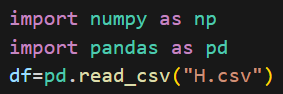 import numpy as np
import pandas as pd
df=pd.read_csv("H.csv")